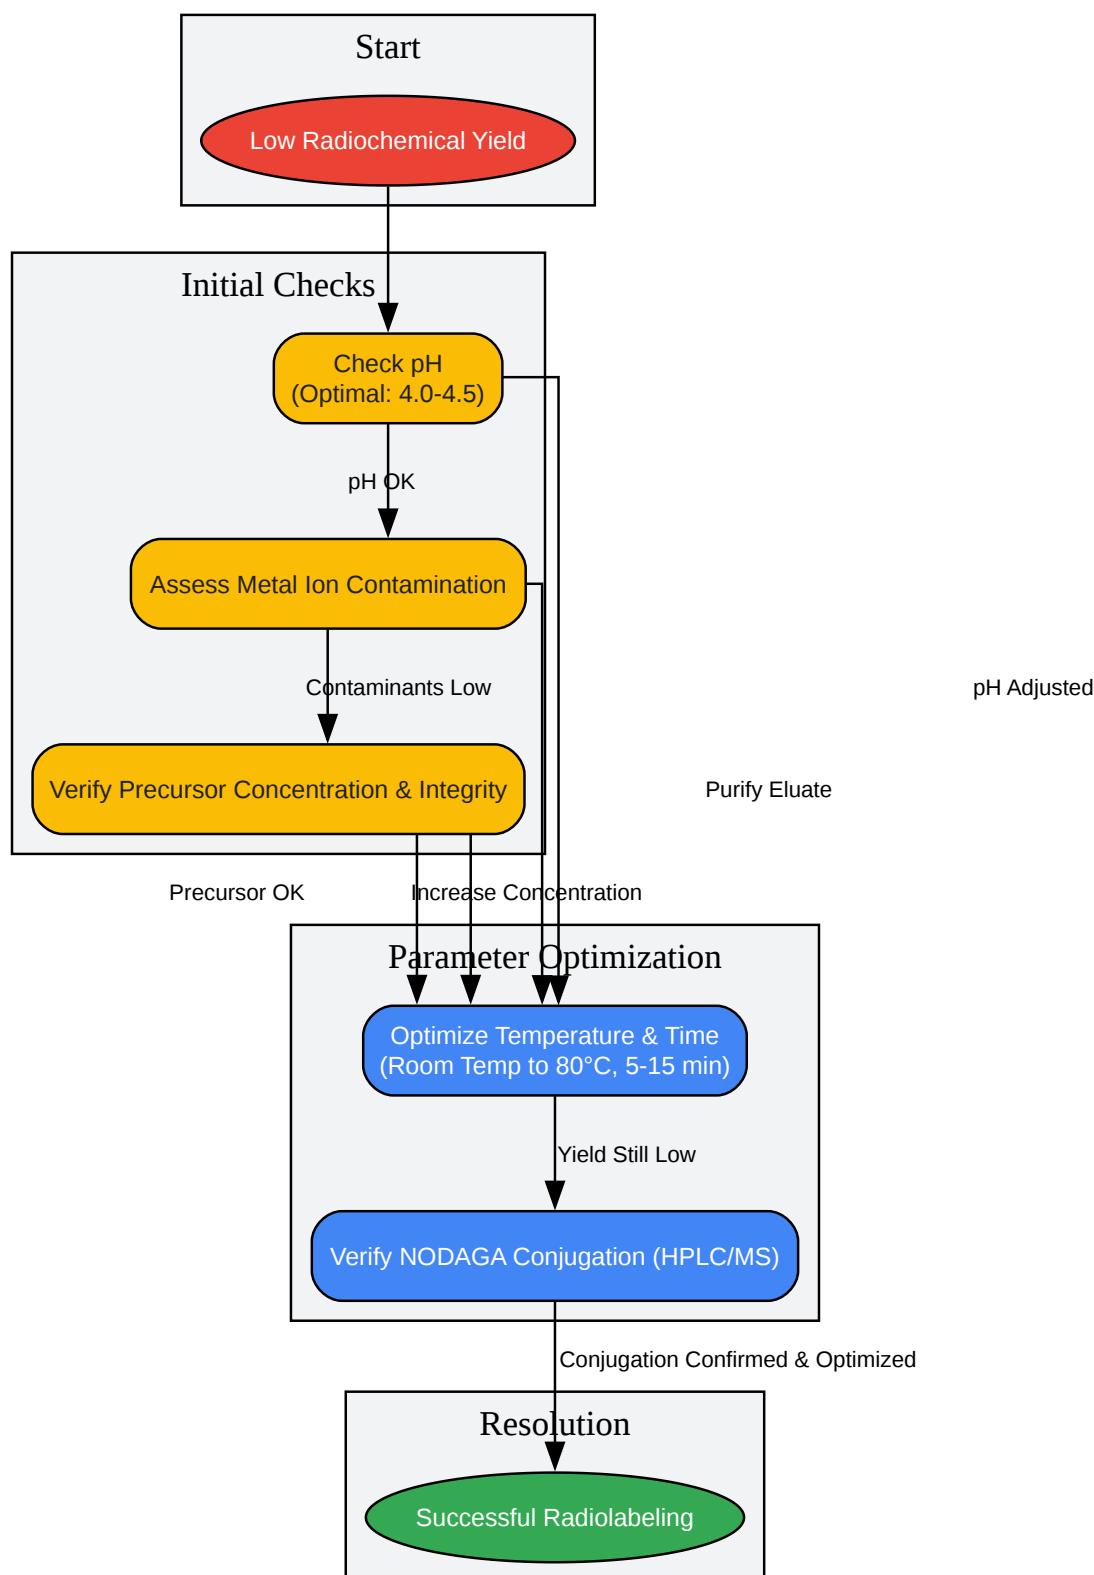 Start
Low Radiochemical Yield
Initial Checks
Check pH
(Optimal: 4.0-4.5)
pH OK
Assess Metal Ion Contamination
Contaminants Low
pH Adjusted
Verify Precursor Concentration & Integrity
Purify Eluate
Precursor OK
Increase Concentration
Parameter Optimization
Optimize Temperature & Time
(Room Temp to 80°C, 5-15 min)
Yield Still Low
Verify NODAGA Conjugation (HPLC/MS)
Conjugation Confirmed & Optimized
Resolution
Successful Radiolabeling